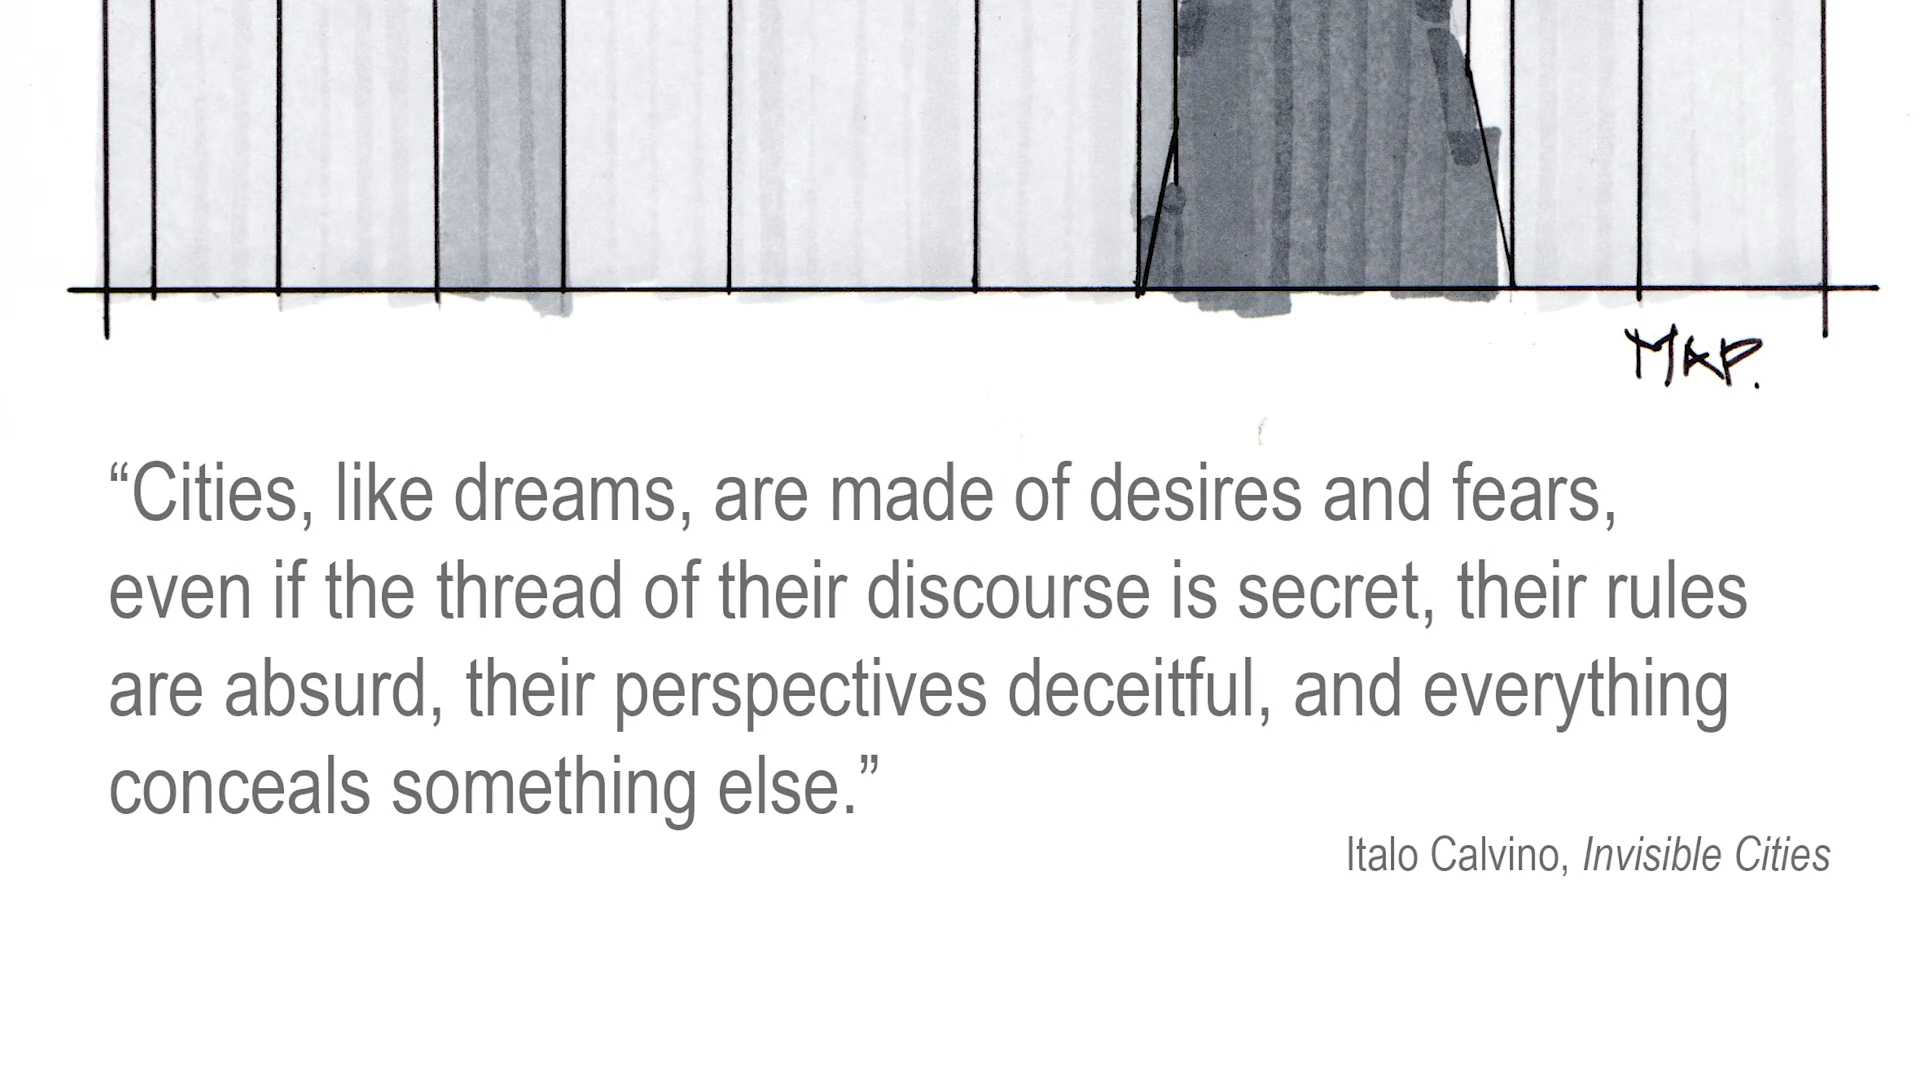 MAP.
“Cities, like dreams, are made of desires and fears,
even if the thread of their discourse is secret, their rules
are absurd, their perspectives deceitful, and everything
conceals something else.”
Italo Calvino, Invisible Cities